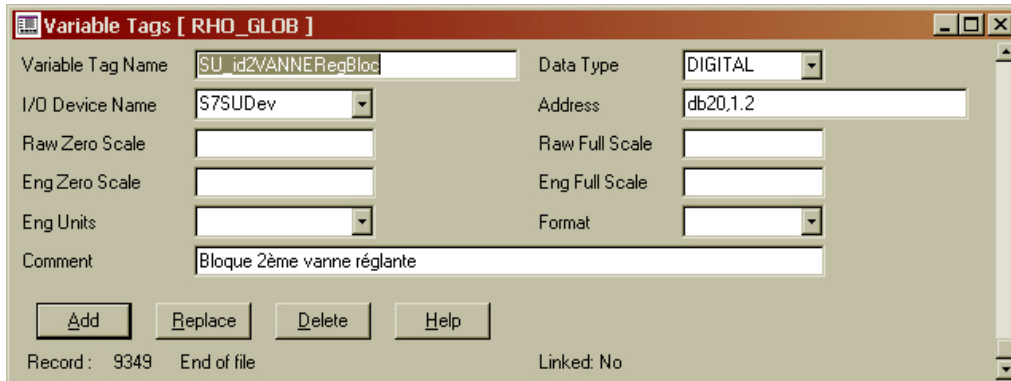 Variable Tags [ RHO_GLOB ]
Variable Tag Name SU_id2VANNERegBloc Data Type DIGITAL
I/O Device Name S7SUDev Address db20,1.2
Raw Zero Scale Raw Full Scale
Eng Zero Scale Eng Full Scale
Eng Units Format
Comment Bloque 2ème vanne réglante
Add Replace Delete Help
Record : 9349 End of file Linked: No